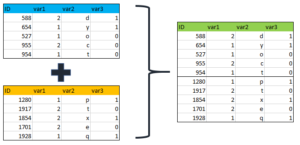 ID var1 var2 var3
588 2 d 1
654 1 y 1
527 1 o 0
955 2 c 0
954 1 t 0
ID var1 var2 var3
1280 1 p 1
1917 2 t 0
1854 2 x 1
1701 2 e 0
1928 1 q 1
ID var1 var2 var3
588 2 d 1
654 1 y 1
527 1 o 0
955 2 c 0
954 1 t 0
1280 1 p 1
1917 2 t 0
1854 2 x 1
1701 2 e 0
1928 1 q 1